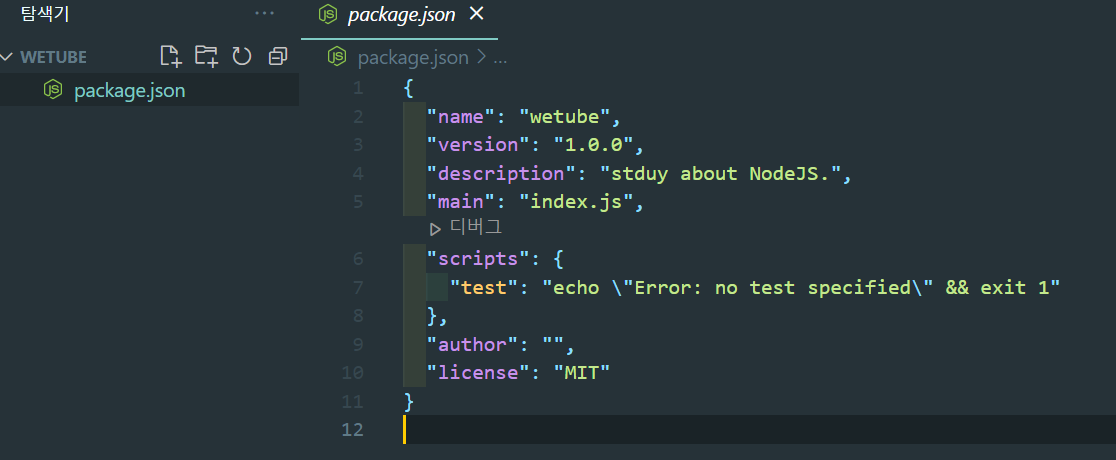 탐색기 ...
package.json
WETUBE
package.json
package.json > ...
1 {
2 "name": "wetube",
3 "version": "1.0.0",
4 "description": "stduy about NodeJS.",
5 "main": "index.js",
디버그
6 "scripts": {
7 "test": "echo \"Error: no test specified\" && exit 1"
8 },
9 "author": "",
10 "license": "MIT"
11 }
12